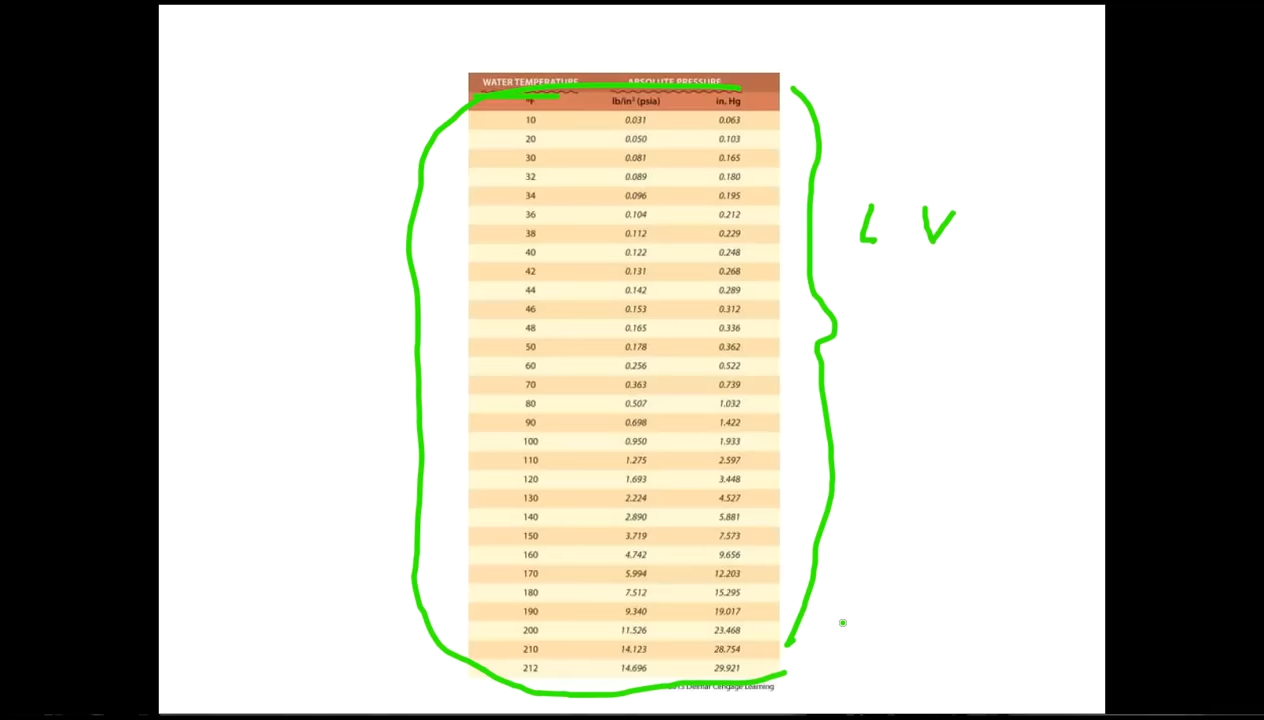 WATER TEMPERATURE ABSOLUTE PRESSURE
°F lb/in² (psia) in. Hg
10 0.031 0.063
20 0.050 0.103
30 0.081 0.165
32 0.089 0.180
34 0.096 0.195
36 0.104 0.212
L V
38 0.112 0.229
40 0.122 0.248
42 0.131 0.268
44 0.142 0.289
46 0.153 0.312
48 0.165 0.336
50 0.178 0.362
60 0.256 0.522
70 0.363 0.739
80 0.507 1.032
90 0.698 1.422
100 0.950 1.933
110 1.275 2.597
120 1.693 3.448
130 2.224 4.527
140 2.890 5.881
150 3.719 7.573
160 4.742 9.656
170 5.994 12.203
180 7.512 15.295
190 9.340 19.017
200 11.526 23.468
210 14.123 28.754
212 14.696 29.921
Delmar Cengage Learning